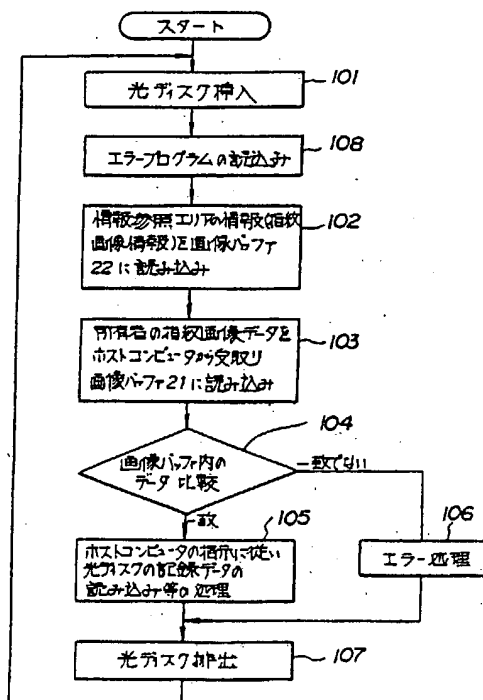 スタート
101
光ディスク挿入
108
エラープログラムの読込み
102
情報参照エリアの情報(指紋
画像情報)を画像バッファ
22に読み込み
103
所有者の指紋画像データを
ホストコンピュータから受取り
画像バッファ21に読み込み
104
画像バッファ内の
データ比較
一致でない
一致
105
ホストコンピュータの指示に従い
光ディスクの記録データの
読み込み等の処理
106
エラー処理
光ディスク排出
107